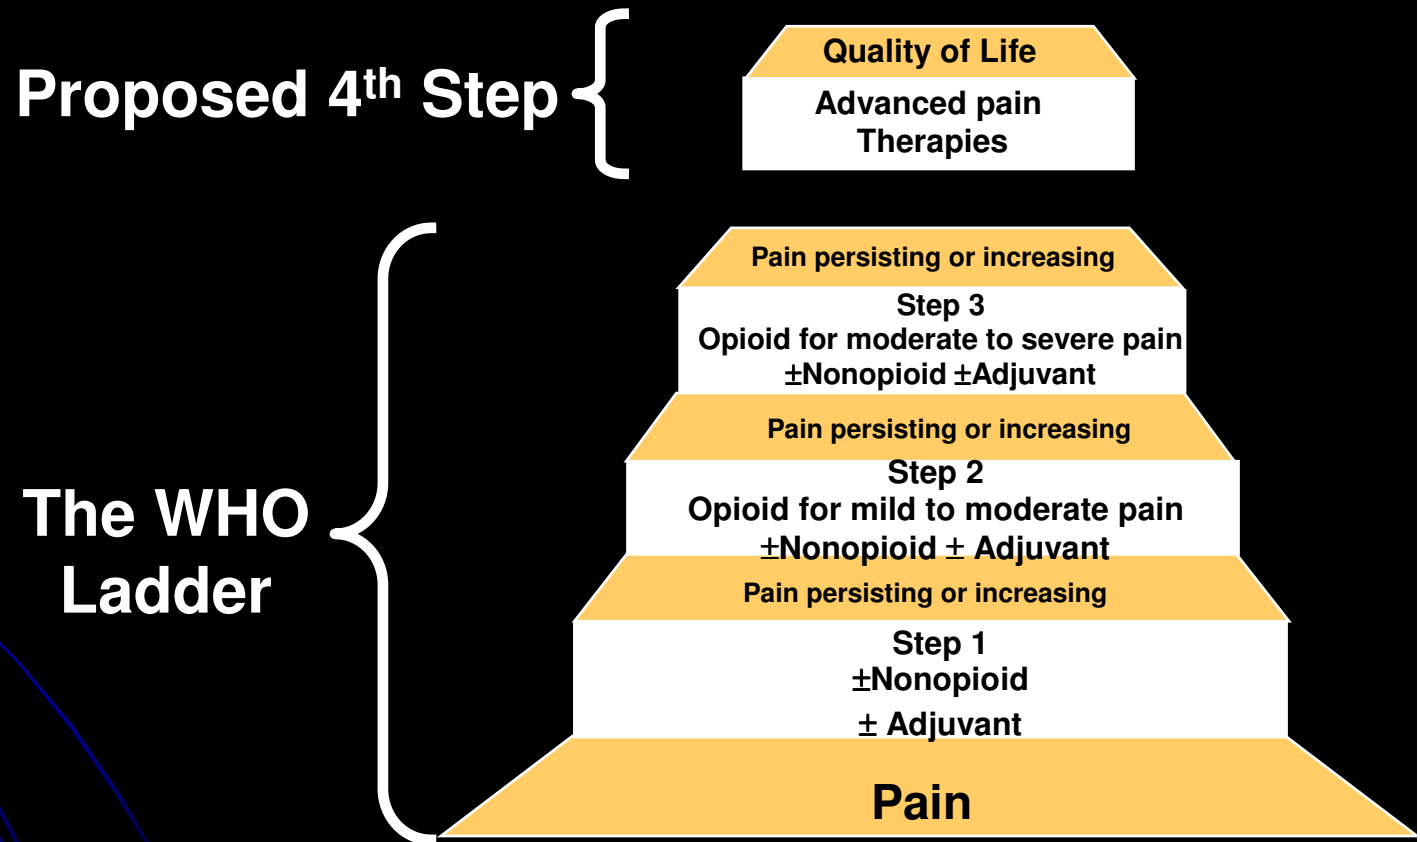 Proposed 4th Step
Quality of Life
Advanced pain
Therapies
The WHO
Ladder
Pain persisting or increasing
Step 3
Opioid for moderate to severe pain
±Nonopioid ±Adjuvant
Pain persisting or increasing
Step 2
Opioid for mild to moderate pain
±Nonopioid ± Adjuvant
Pain persisting or increasing
Step 1
±Nonopioid
± Adjuvant
Pain